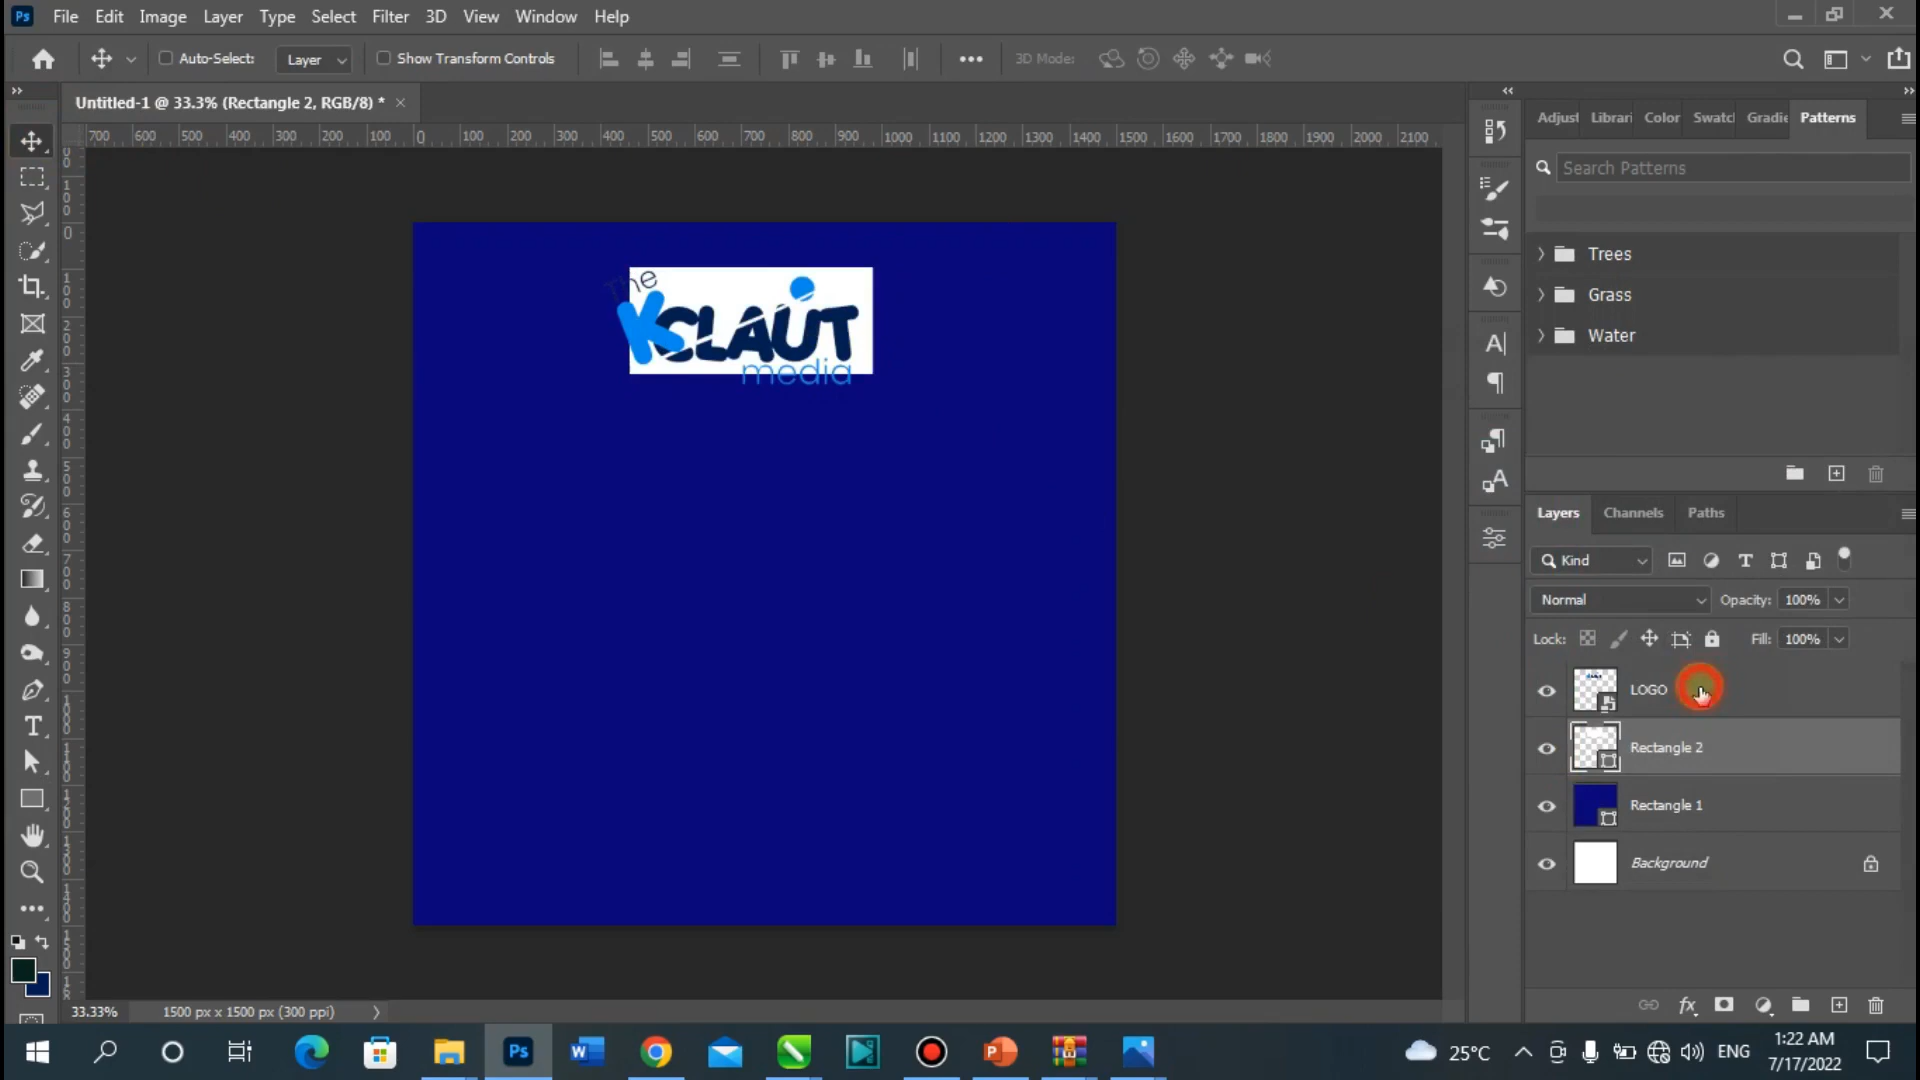 Ps File Edit Image Layer Type Select Filter 3D View Window Help
Auto-Select: Layer Show Transform Controls 3D Mode:
Untitled-1 @ 33.3% (Rectangle 2, RGB/8) * ×
700 600 500 400 300 200 100 0 100 200 300 400 500 600 700 800 900 1000 1100 1200 1300 1400 1500 1600 1700 1800 1900 2000 2100
Adjust Librari Color Swatc Gradie Patterns
Search Patterns
Trees
Grass
Water
The
KCLAUT
media
Layers Channels Paths
Kind
Normal Opacity: 100%
Lock: Fill: 100%
LOGO
Rectangle 2
Rectangle 1
Background
33.33% 1500 px x 1500 px (300 ppi)
25°C ENG 1:22 AM
7/17/2022